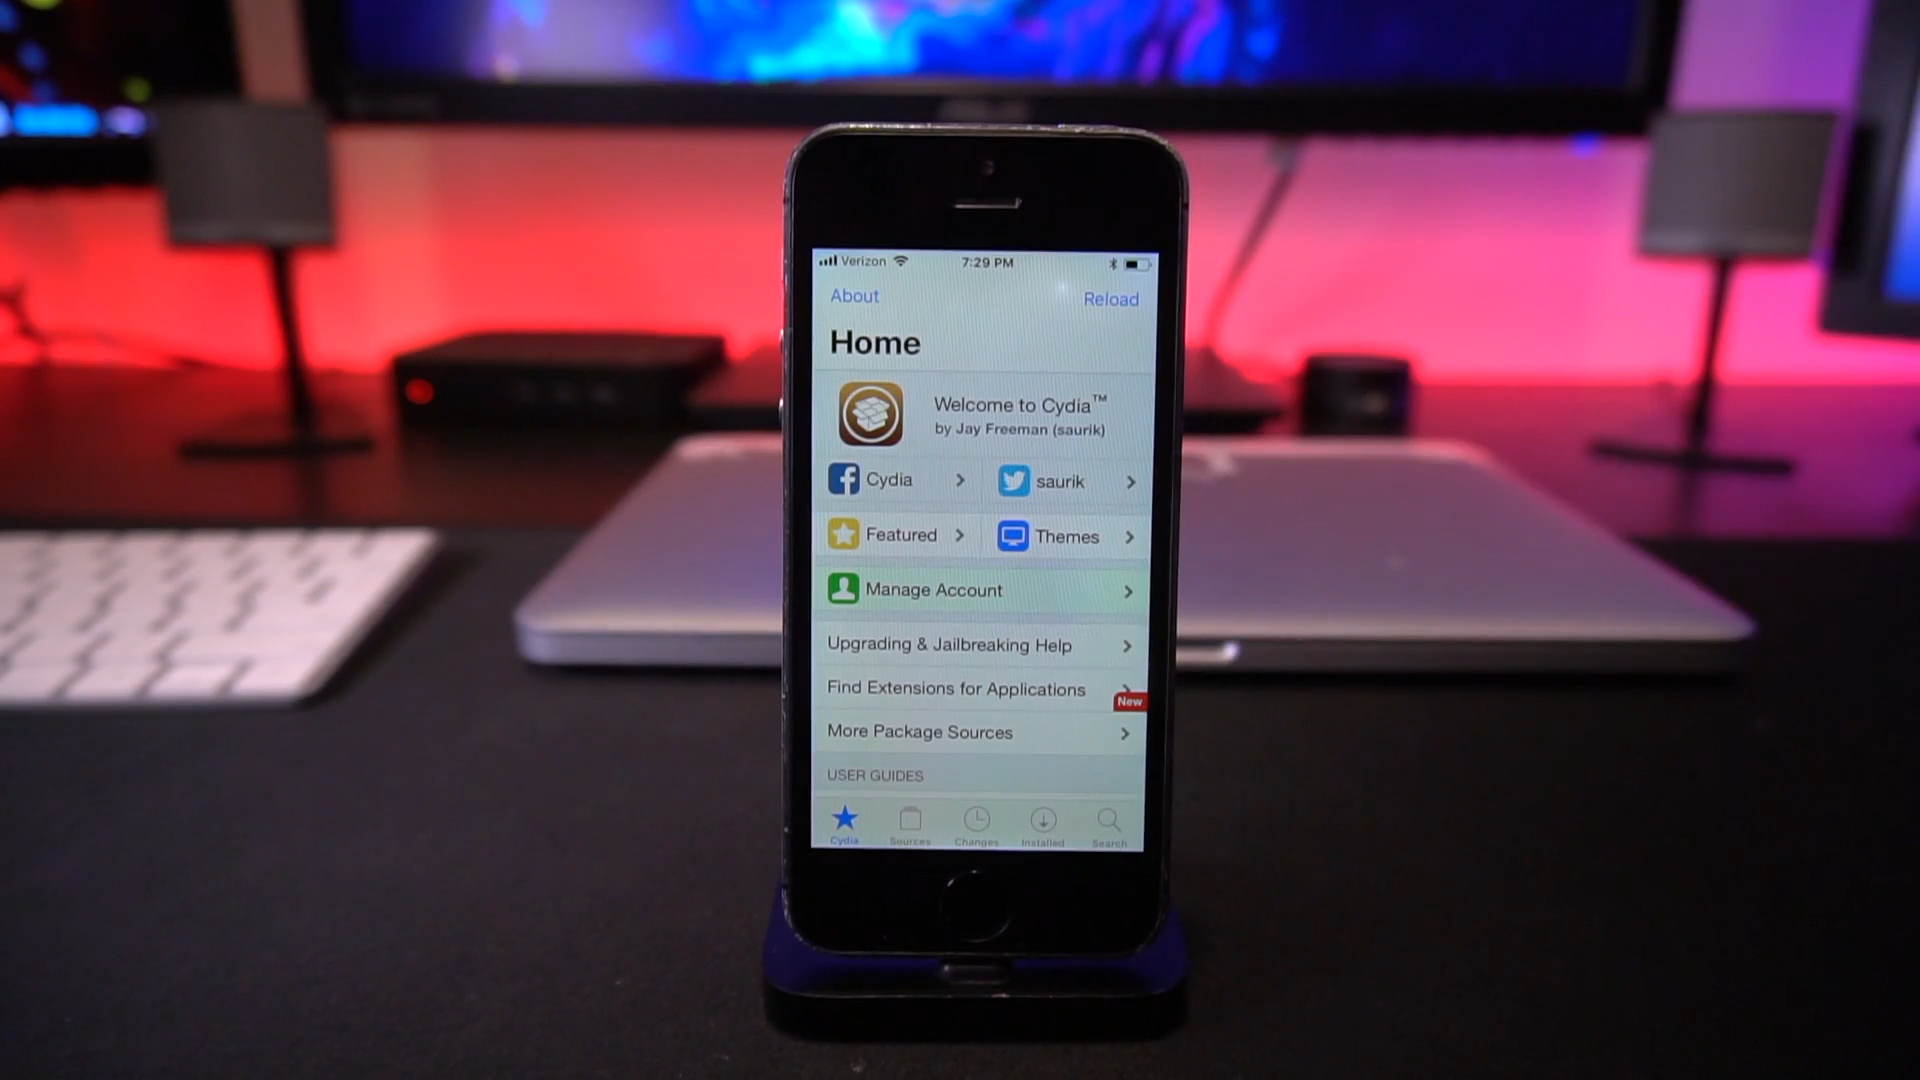 Verizon 7:29 PM
About Reload
Home
Welcome to Cydia™
by Jay Freeman (saurik)
Cydia saurik
Featured Themes
Manage Account
Upgrading & Jailbreaking Help
Find Extensions for Applications
New
More Package Sources
USER GUIDES
Cydia Sources Changes Installed Search